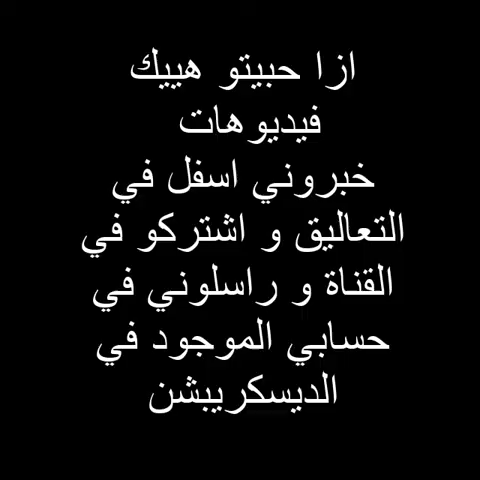 ازا حبيتو هييك
فيديوهات
خبروني اسفل في
التعاليق و اشتركو في
القناة و راسلوني في
حسابي الموجود في
الديسكريبشن